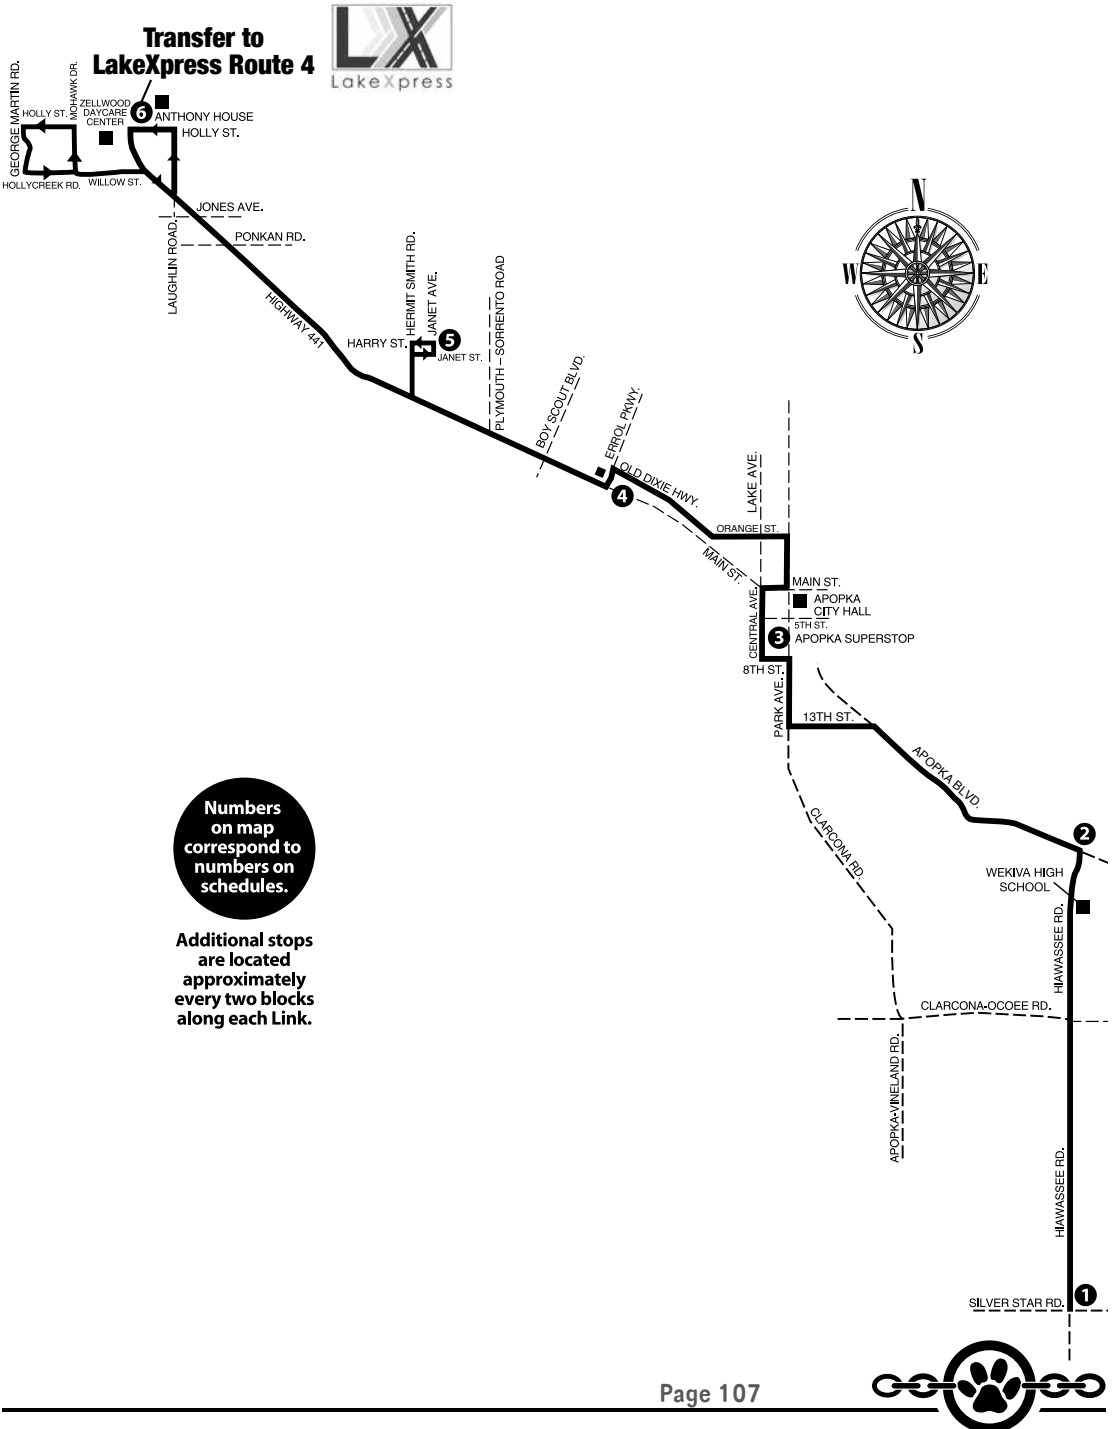 Transfer to
LakeXpress Route 4
LX
LakeXpress
GEORGE MARTIN RD.
HOLLY ST.
MOHAWK DR.
ZELLWOOD
DAYCARE
CENTER
6
ANTHONY HOUSE
HOLLY ST.
HOLLYCREEK RD.
WILLOW ST.
JONES AVE.
PONKAN RD.
LAUGHLIN ROAD.
HIGHWAY 441
HARRY ST.
HERMIT SMITH RD.
JANET AVE.
5
JANET ST.
PLYMOUTH – SORRENTO ROAD
BOY SCOUT BLVD.
ERROL PKWY.
4
OLD DIXIE HWY.
LAKE AVE.
ORANGE ST.
MAIN ST.
MAIN ST.
APOPKA
CITY HALL
CENTRAL AVE.
5TH ST.
3
APOPKA SUPERSTOP
8TH ST.
PARK AVE.
13TH ST.
APOPKA BLVD.
CLARCONA RD.
2
WEKIVA HIGH
SCHOOL
HIAWASSEE RD.
CLARCONA-OCOEE RD.
APOPKA-VINELAND RD.
HIAWASSEE RD.
SILVER STAR RD.
1
N
W
E
S
Numbers
on map
correspond to
numbers on
schedules.
Additional stops
are located
approximately
every two blocks
along each Link.
Page 107